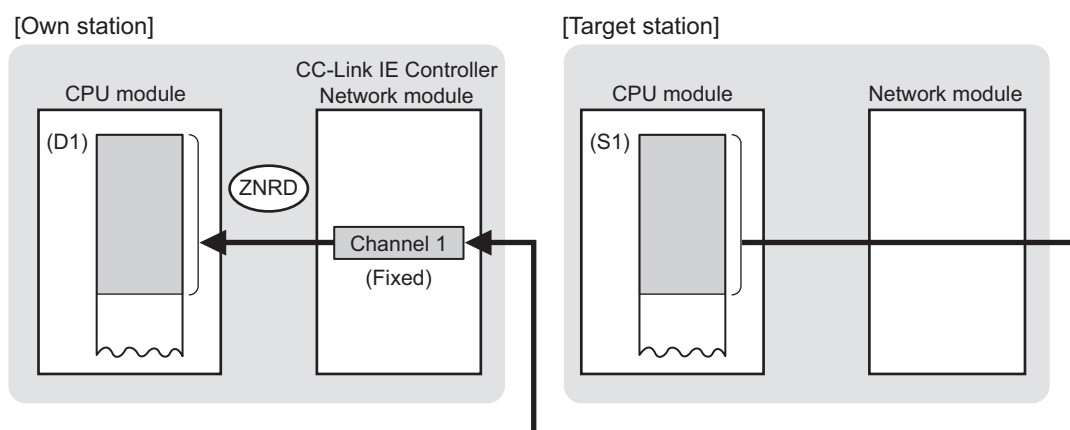 [Own station]
CPU module
CC-Link IE Controller
Network module
(D1)
ZNRD
Channel 1
(Fixed)
[Target station]
CPU module
Network module
(S1)